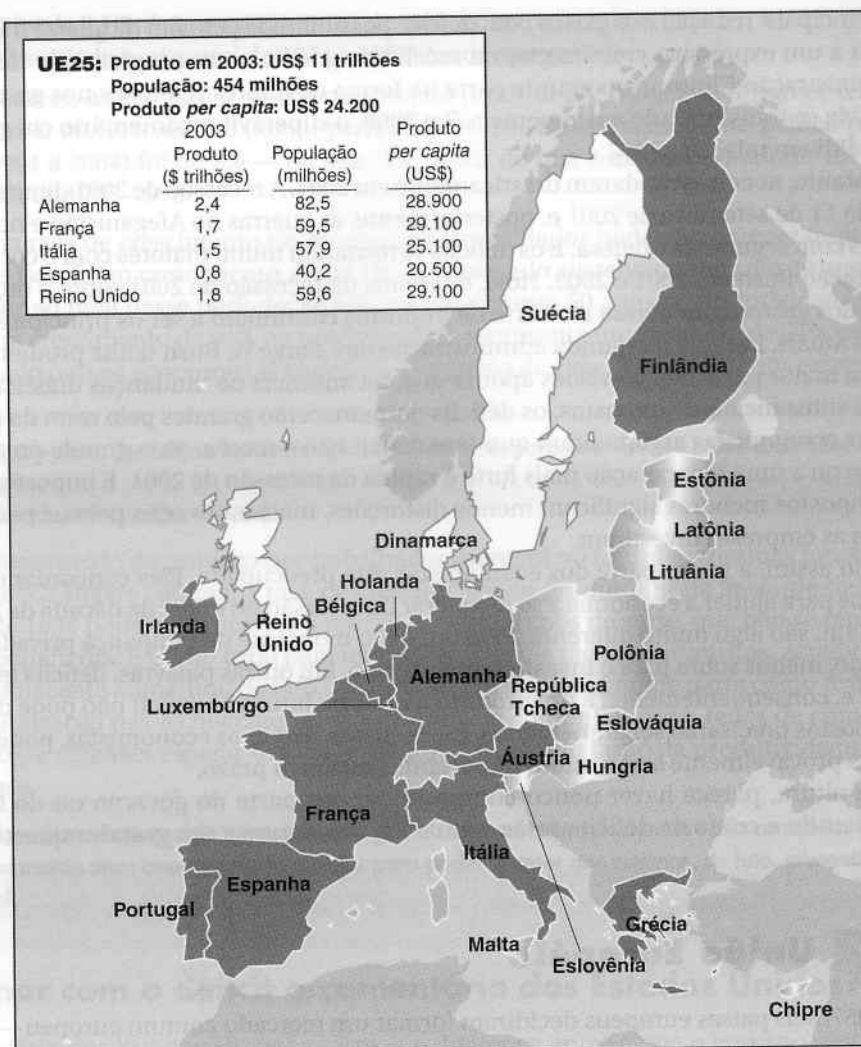 UE25: Produto em 2003: US$ 11 trilhões
População: 454 milhões
Produto per capita: US$ 24.200
2003
Produto
($ trilhões)
População
(milhões)
Produto
per capita
(US$)
Alemanha 2,4 82,5 28.900
França 1,7 59,5 29.100
Itália 1,5 57,9 25.100
Espanha 0,8 40,2 20.500
Reino Unido 1,8 59,6 29.100
Suécia
Finlândia
Estônia
Latônia
Lituânia
Dinamarca
Holanda
Bélgica
Irlanda
Reino
Unido
Luxemburgo
Alemanha
Polônia
República
Tcheca
Eslováquia
Áustria
Hungria
França
Itália
Portugal
Espanha
Malta
Eslovênia
Grécia
Chipre